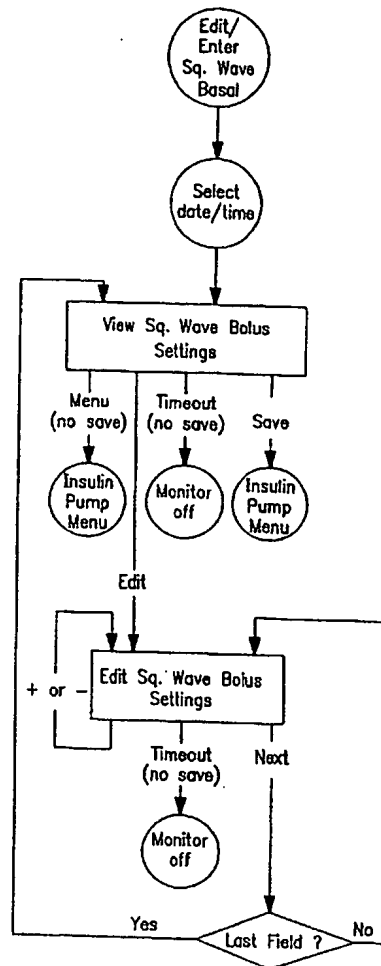 Edit/
Enter
Sq. Wave
Basal
Select
date/time
View Sq. Wave Bolus
Settings
Menu
(no save)
Timeout
(no save)
Save
Insulin
Pump
Menu
Monitor
off
Insulin
Pump
Menu
Edit
+ or -
Edit Sq. Wave Bolus
Settings
Timeout
(no save)
Next
Monitor
off
Yes
Last Field ?
No